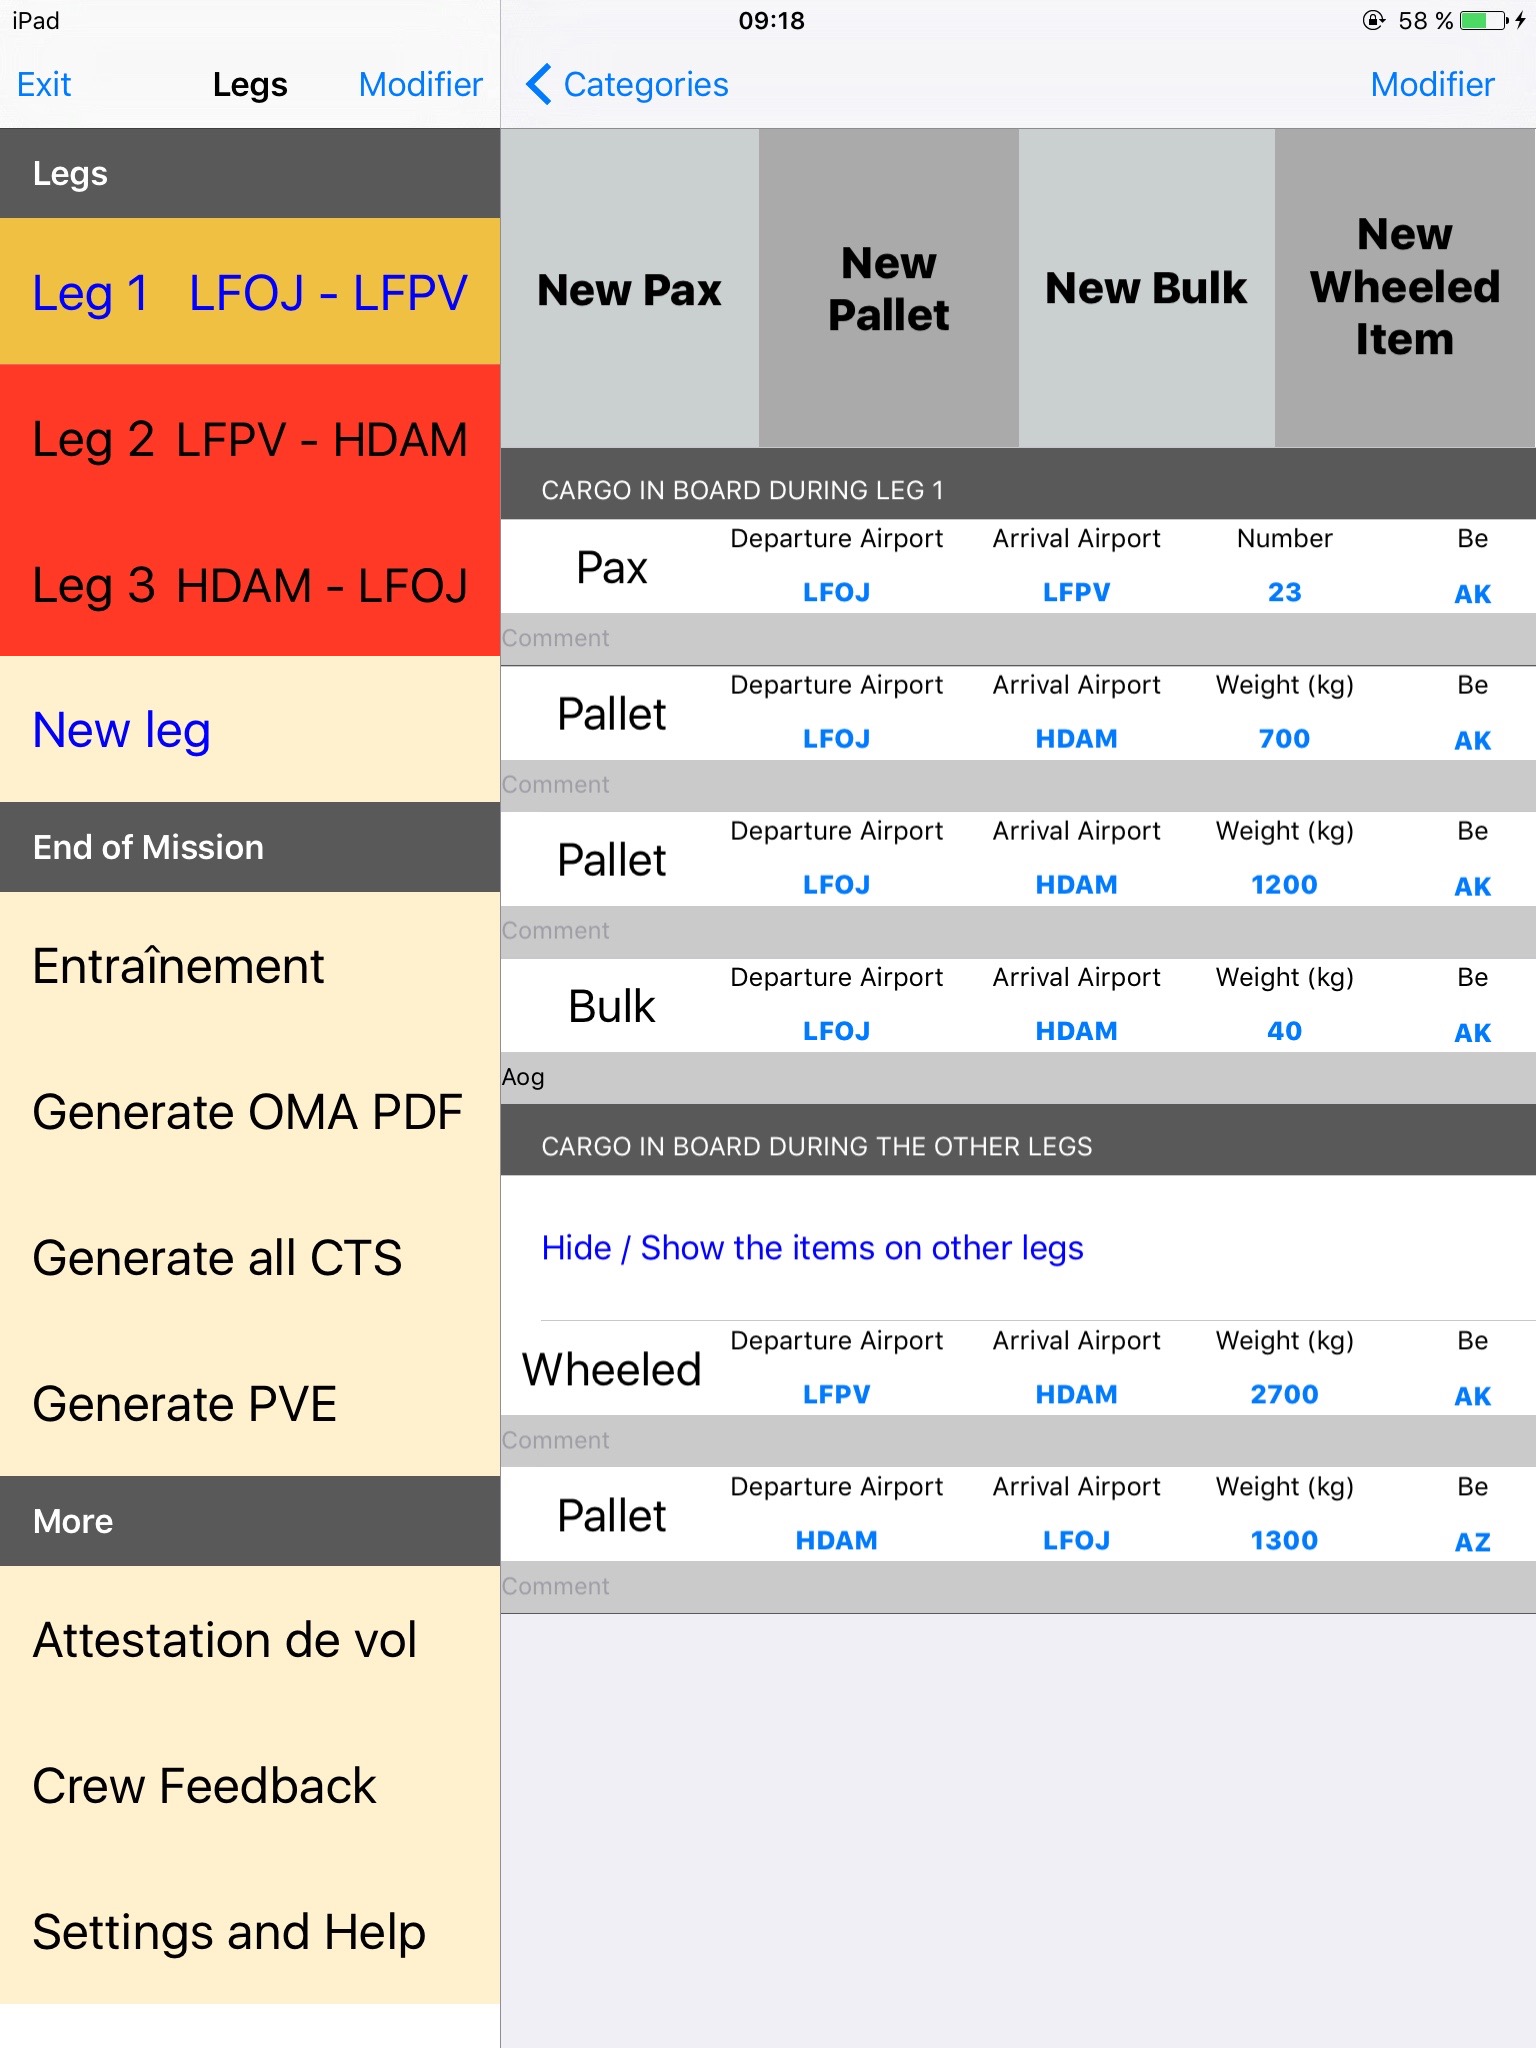 iPad
09:18
58 %
Exit
Legs
Modifier
Legs
Leg 1 LFOJ - LFPV
Leg 2 LFPV - HDAM
Leg 3 HDAM - LFOJ
New leg
End of Mission
Entraînement
Generate OMA PDF
Generate all CTS
Generate PVE
More
Attestation de vol
Crew Feedback
Settings and Help
Categories
Modifier
New Pax
New
Pallet
New Bulk
New
Wheeled
Item
CARGO IN BOARD DURING LEG 1
Pax
Departure Airport Arrival Airport Number Be
LFOJ LFPV 23 AK
Comment
Pallet
Departure Airport Arrival Airport Weight (kg) Be
LFOJ HDAM 700 AK
Comment
Pallet
Departure Airport Arrival Airport Weight (kg) Be
LFOJ HDAM 1200 AK
Comment
Bulk
Departure Airport Arrival Airport Weight (kg) Be
LFOJ HDAM 40 AK
Aog
CARGO IN BOARD DURING THE OTHER LEGS
Hide / Show the items on other legs
Wheeled
Departure Airport Arrival Airport Weight (kg) Be
LFPV HDAM 2700 AK
Comment
Pallet
Departure Airport Arrival Airport Weight (kg) Be
HDAM LFOJ 1300 AZ
Comment